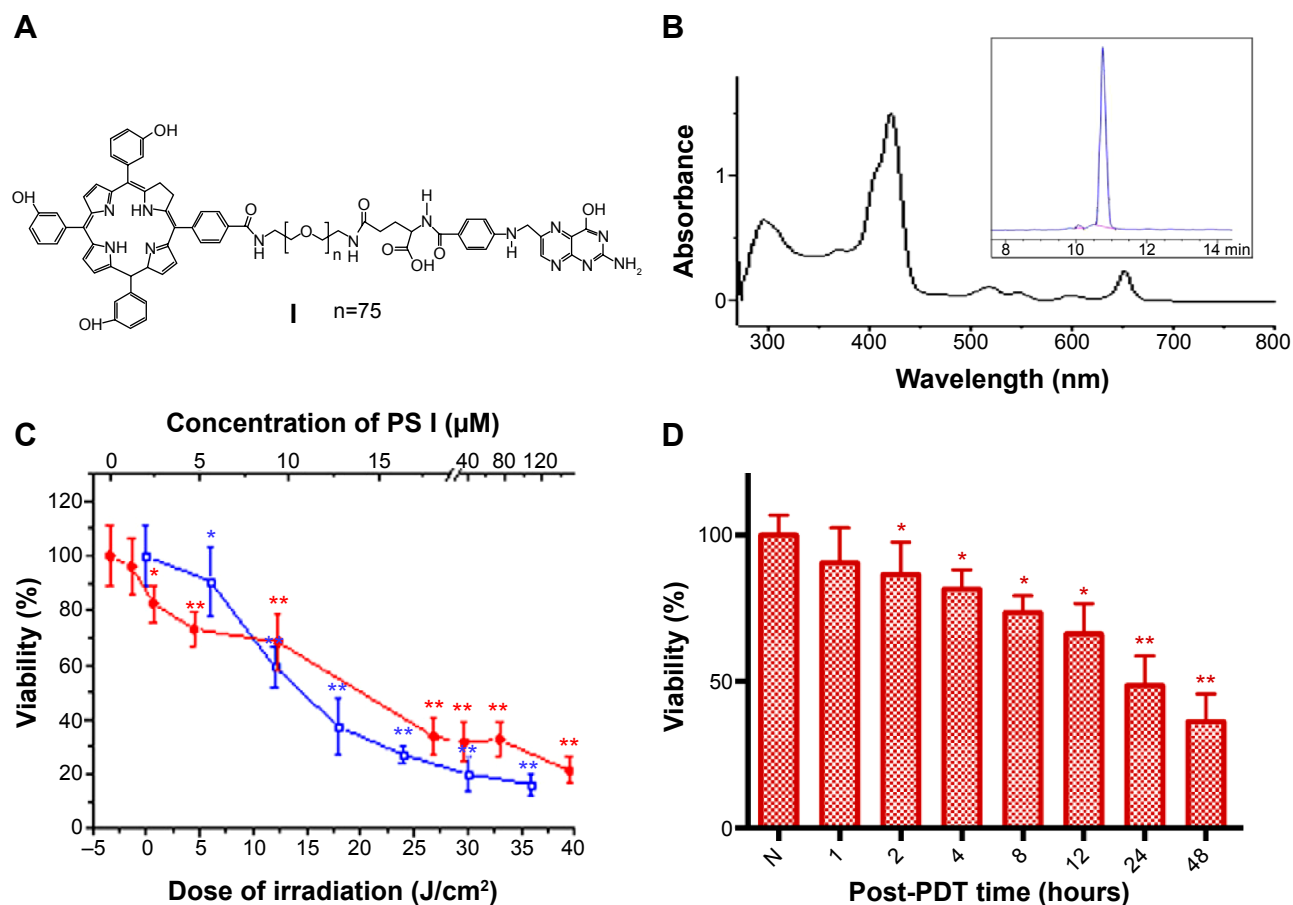 A
OH
OH
N
HN
NH
N
OH
O
N
H
O
n
N
H
O
O
OH
H
N
O
N
H
N
N
OH
N
N
NH2
I n=75
B
Absorbance
1
0
300 400 500 600 700 800
Wavelength (nm)
8 10 12 14 min
C
Concentration of PS I (µM)
0 5 10 15 40 80 120
Viability (%)
120
100
80
60
40
20
0
* * ** ** ** ** ** ** ** ** ** ** **
–5 0 5 10 15 20 25 30 35 40
Dose of irradiation (J/cm²)
D
Viability (%)
100
50
0
* * * * ** **
N 1 2 4 8 12 24 48
Post-PDT time (hours)